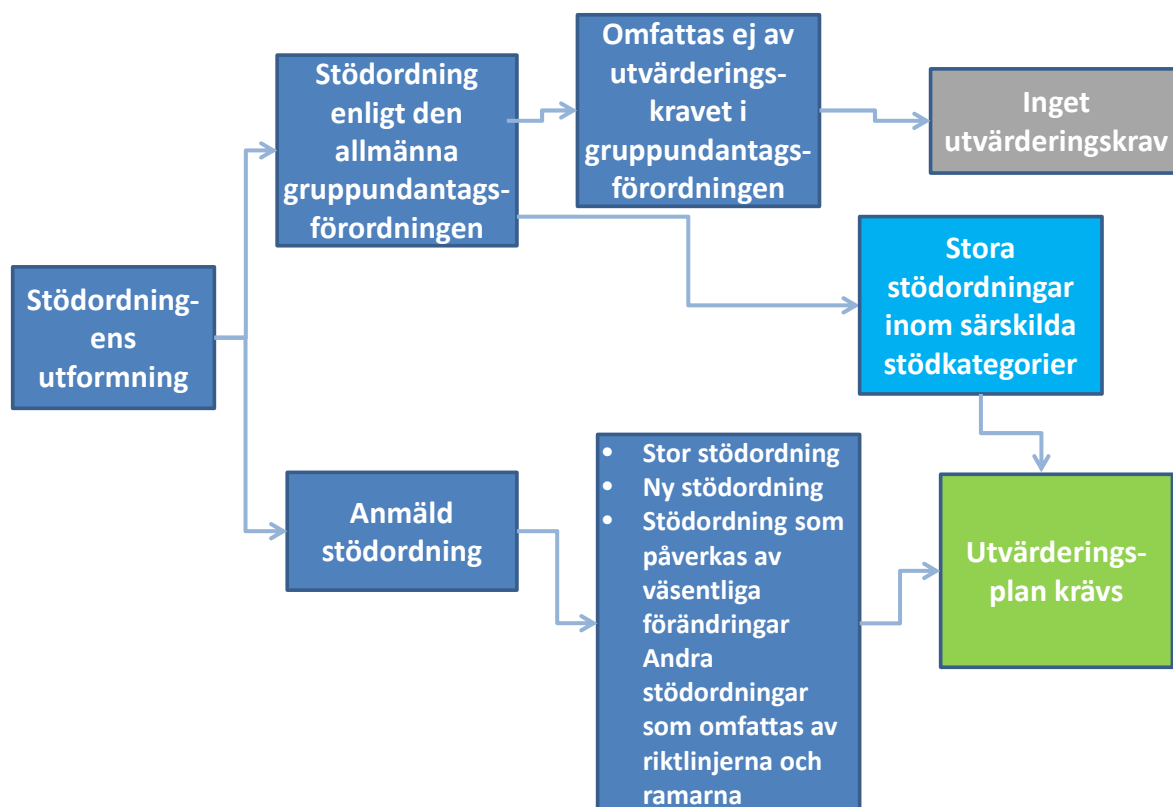 Stödordning
enligt den
allmänna
gruppundantags-
förordningen
Omfattas ej av
utvärderings-
kravet i
gruppundantags-
förordningen
Inget
utvärderingskrav
Stora
stödordningar
inom särskilda
stödkategorier
Stödordning-
ens
utformning
Anmäld
stödordning
• Stor stödordning
• Ny stödordning
• Stödordning som
påverkas av
väsentliga
förändringar
Andra
stödordningar
som omfattas av
riktlinjerna och
ramarna
Utvärderings-
plan krävs